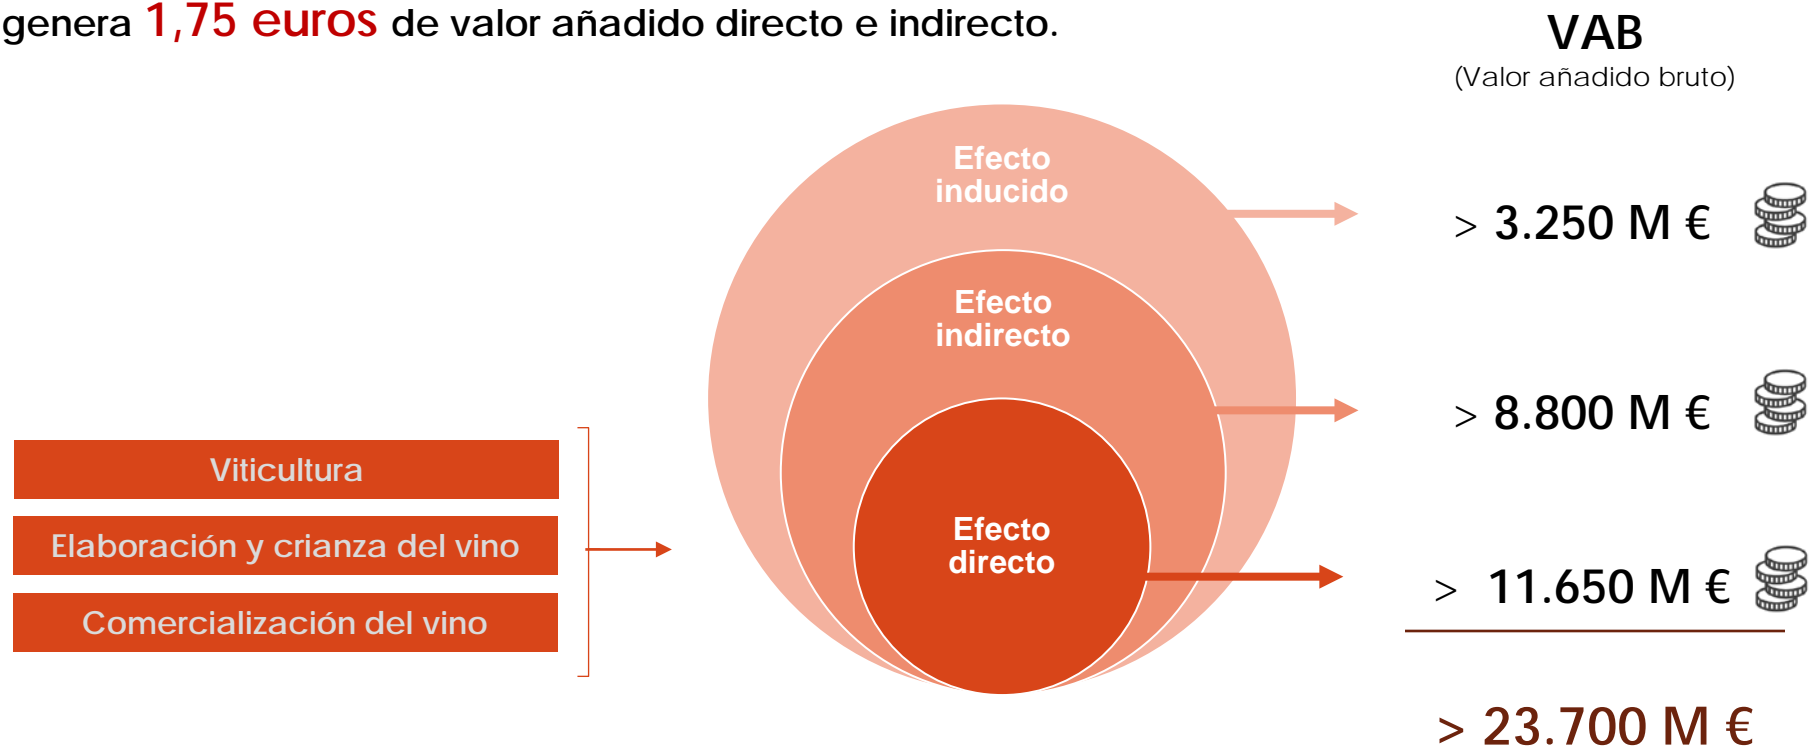 genera 1,75 euros de valor añadido directo e indirecto.
VAB
(Valor añadido bruto)
Efecto
inducido
> 3.250 M €
Efecto
indirecto
> 8.800 M €
Viticultura
Elaboración y crianza del vino
Comercialización del vino
Efecto
directo
> 11.650 M €
> 23.700 M €